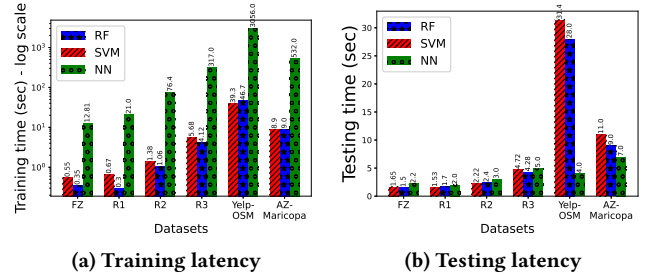 Training time (sec) - log scale
10³
10²
10¹
10⁰
SVM
RF
NN
0.55
0.35
12.81
0.67
0.3
21.0
1.38
1.06
76.4
5.68
4.12
317.0
39.3
46.7
3056.0
8.9
9.0
532.0
FZ
R1
R2
R3
Yelp-
OSM
AZ-
Maricopa
Datasets
(a) Training latency
Testing time (sec)
30
25
20
15
10
5
0
RF
SVM
NN
1.65
1.5
2.2
1.53
1.7
2.0
2.22
2.4
3.0
4.72
4.28
5.0
31.4
28.0
4.0
11.0
9.0
7.0
FZ
R1
R2
R3
Yelp-
OSM
AZ-
Maricopa
Datasets
(b) Testing latency